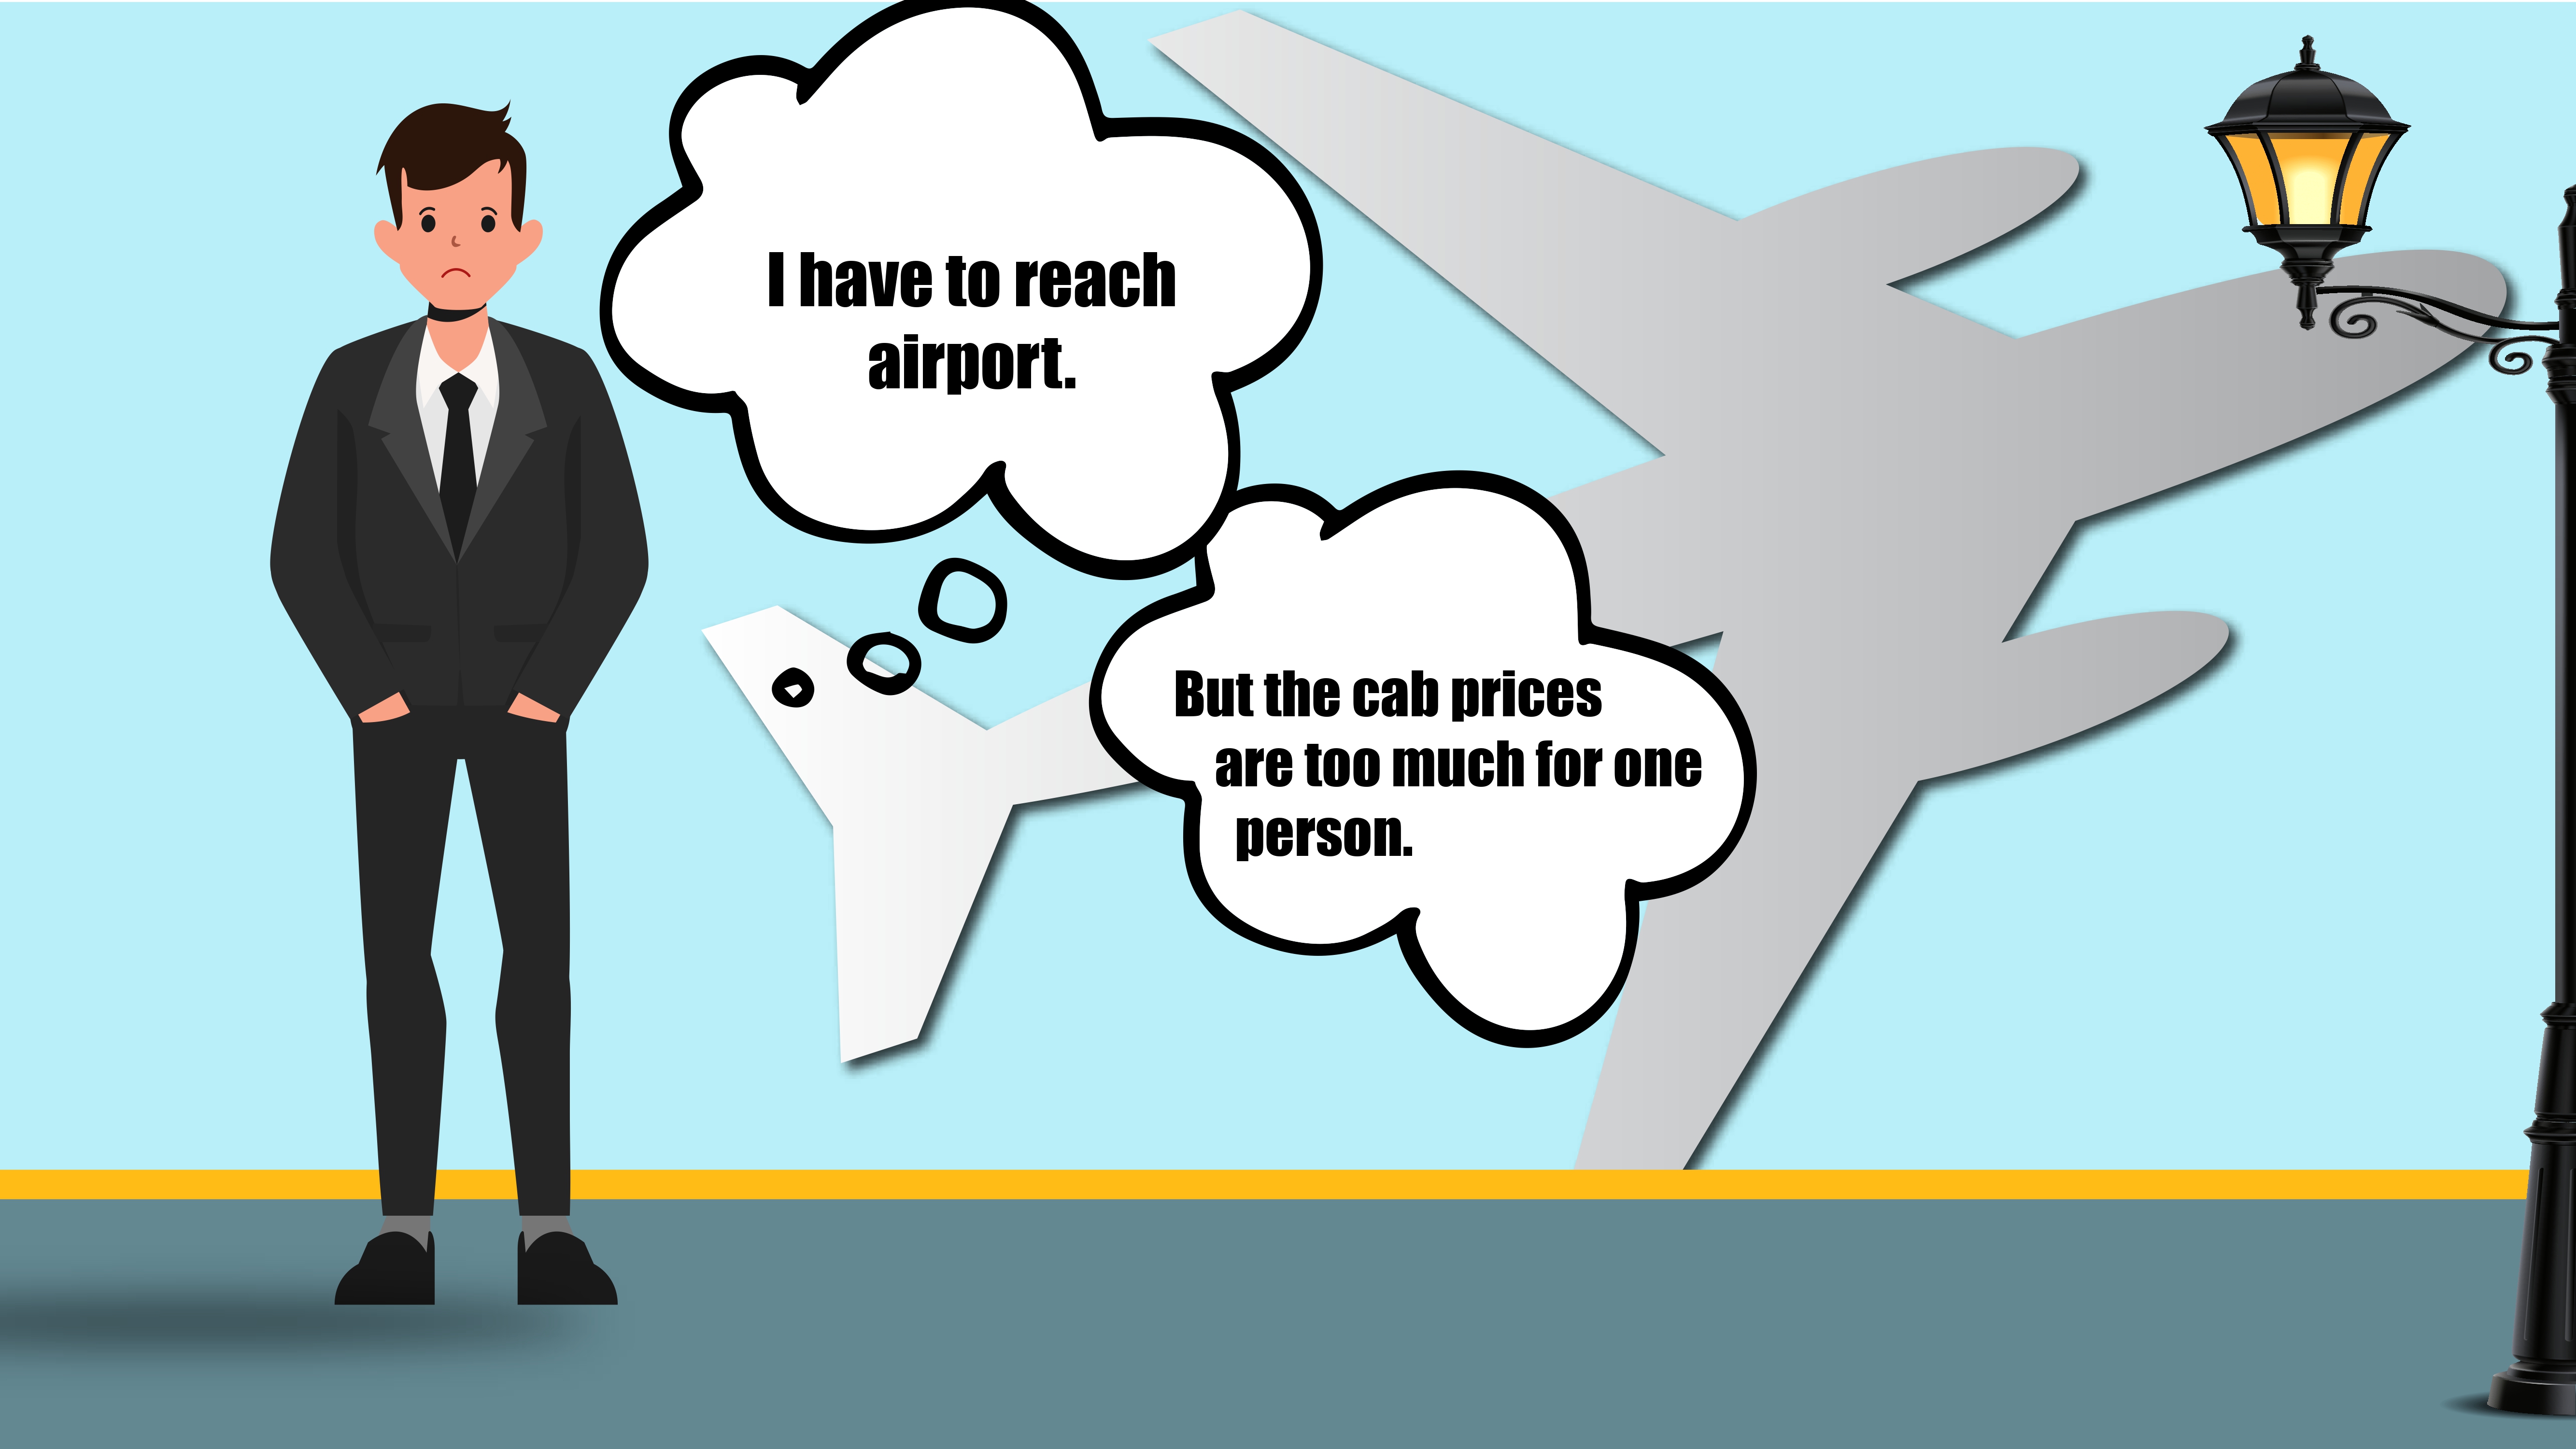 I have to reach
airport.
But the cab prices
are too much for one
person.